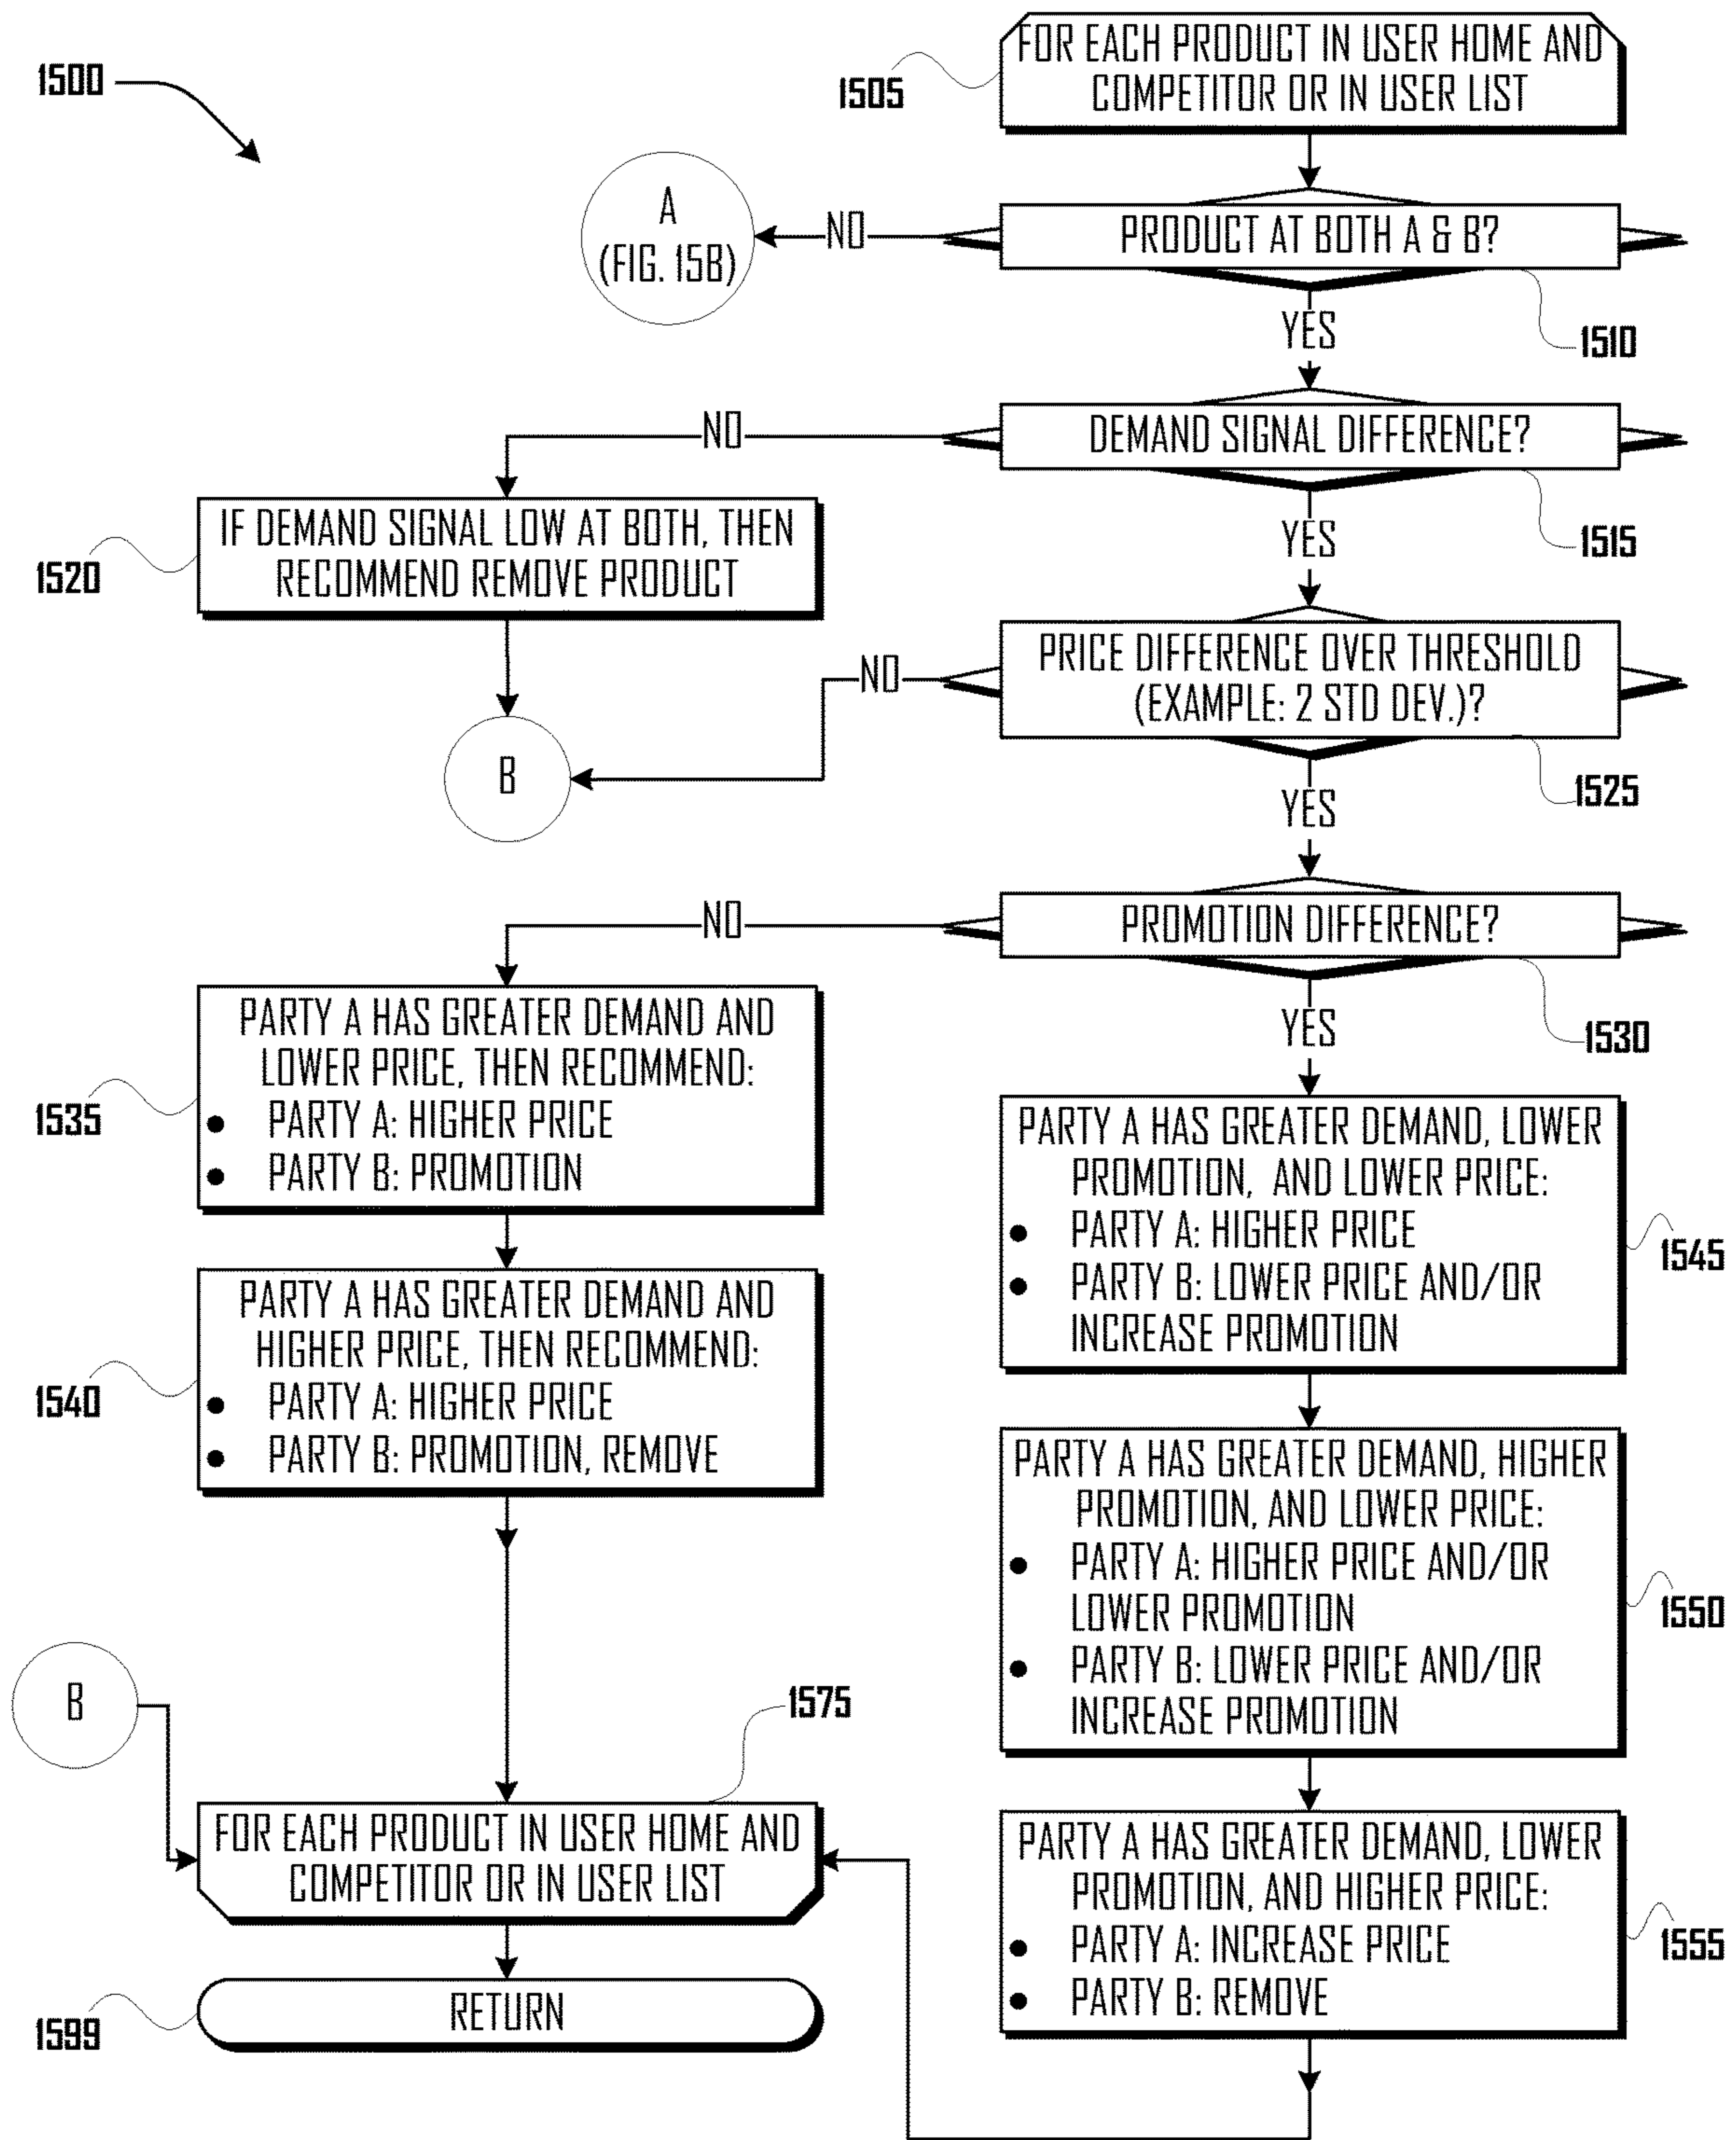 1500
FOR EACH PRODUCT IN USER HOME AND
COMPETITOR OR IN USER LIST
1505
A
(FIG. 15B)
NO
PRODUCT AT BOTH A & B?
1510
YES
NO
DEMAND SIGNAL DIFFERENCE?
1515
IF DEMAND SIGNAL LOW AT BOTH, THEN
RECOMMEND REMOVE PRODUCT
1520
YES
PRICE DIFFERENCE OVER THRESHOLD
(EXAMPLE: 2 STD DEV.)?
NO
B
1525
YES
NO
PROMOTION DIFFERENCE?
1530
PARTY A HAS GREATER DEMAND AND
LOWER PRICE, THEN RECOMMEND:
• PARTY A: HIGHER PRICE
• PARTY B: PROMOTION
1535
PARTY A HAS GREATER DEMAND AND
HIGHER PRICE, THEN RECOMMEND:
• PARTY A: HIGHER PRICE
• PARTY B: PROMOTION, REMOVE
1540
YES
PARTY A HAS GREATER DEMAND, LOWER
PROMOTION, AND LOWER PRICE:
• PARTY A: HIGHER PRICE
• PARTY B: LOWER PRICE AND/OR
INCREASE PROMOTION
1545
PARTY A HAS GREATER DEMAND, HIGHER
PROMOTION, AND LOWER PRICE:
• PARTY A: HIGHER PRICE AND/OR
LOWER PROMOTION
• PARTY B: LOWER PRICE AND/OR
INCREASE PROMOTION
1550
PARTY A HAS GREATER DEMAND, LOWER
PROMOTION, AND HIGHER PRICE:
• PARTY A: INCREASE PRICE
• PARTY B: REMOVE
1555
B
1575
FOR EACH PRODUCT IN USER HOME AND
COMPETITOR OR IN USER LIST
RETURN
1599